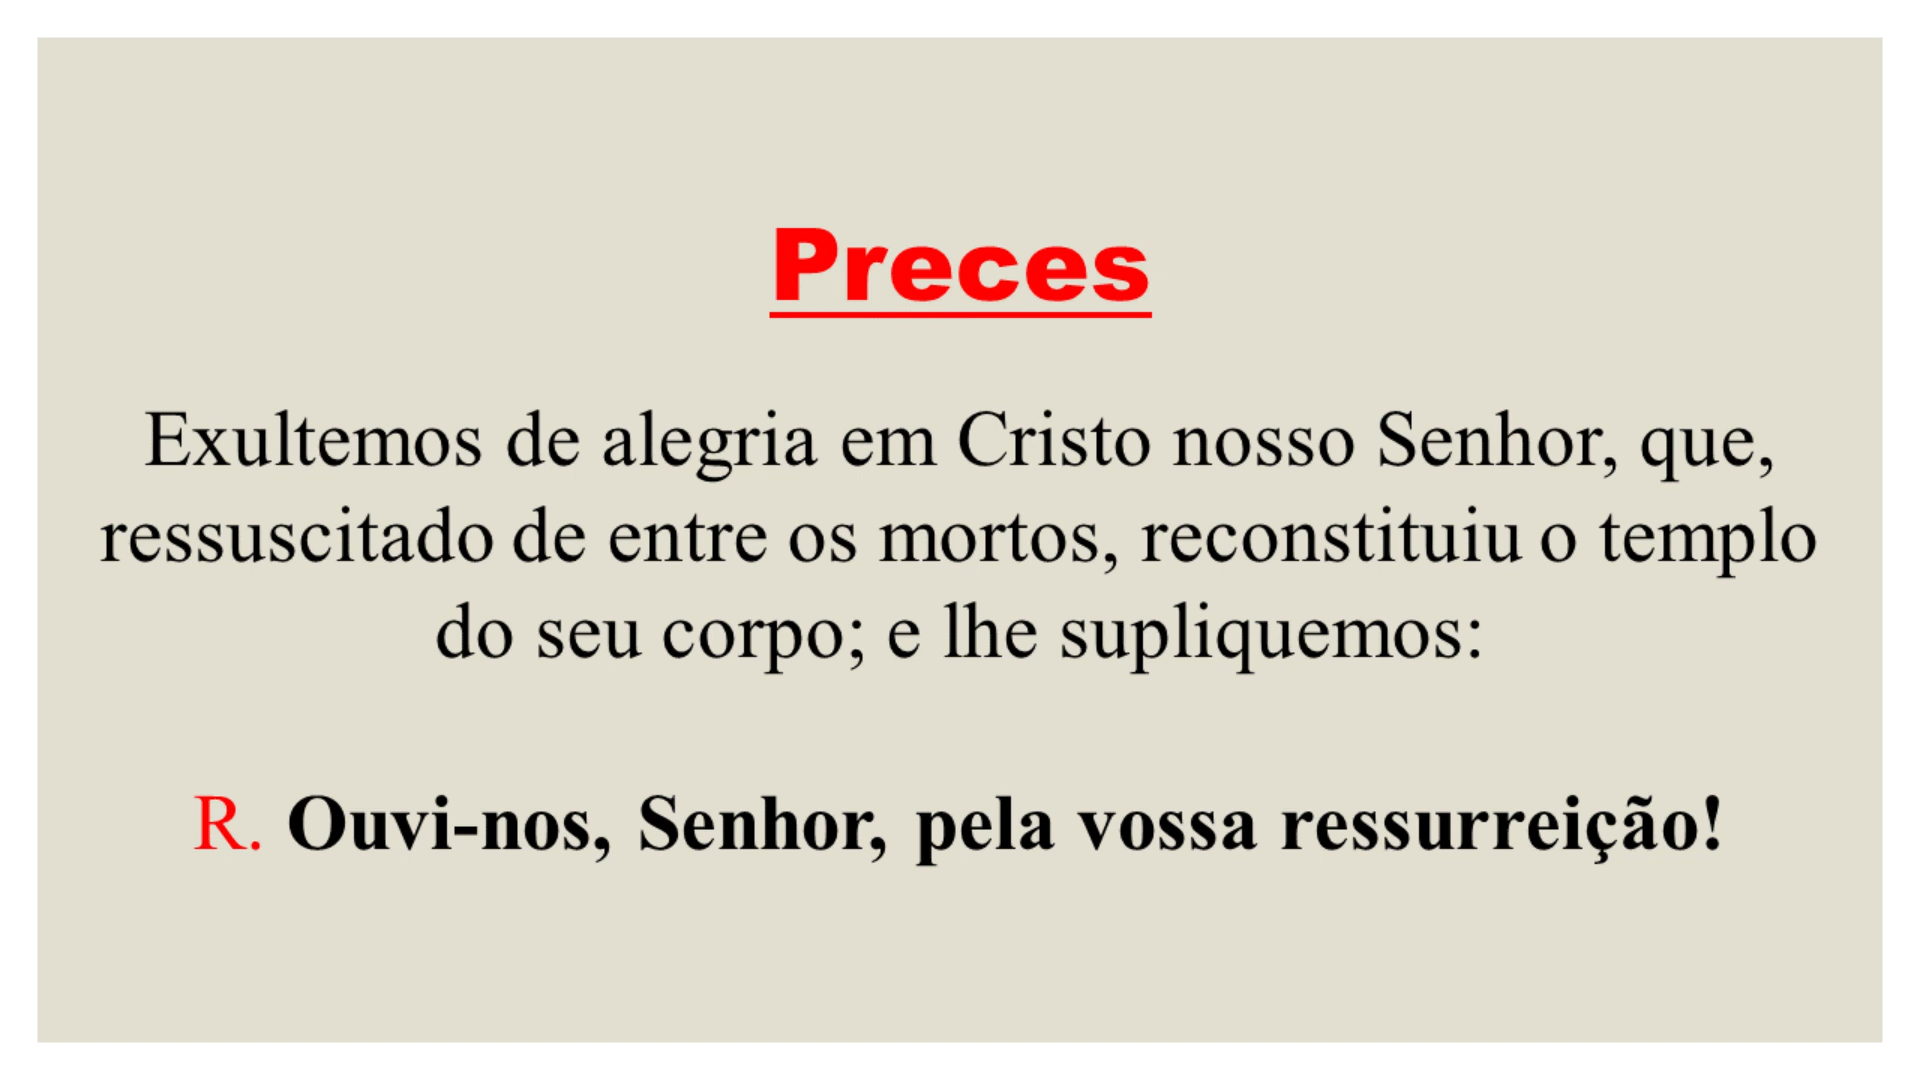 Preces
Exultemos de alegria em Cristo nosso Senhor, que,
ressuscitado de entre os mortos, reconstituiu o templo
do seu corpo; e lhe supliquemos:
R. Ouvi-nos, Senhor, pela vossa ressurreição!